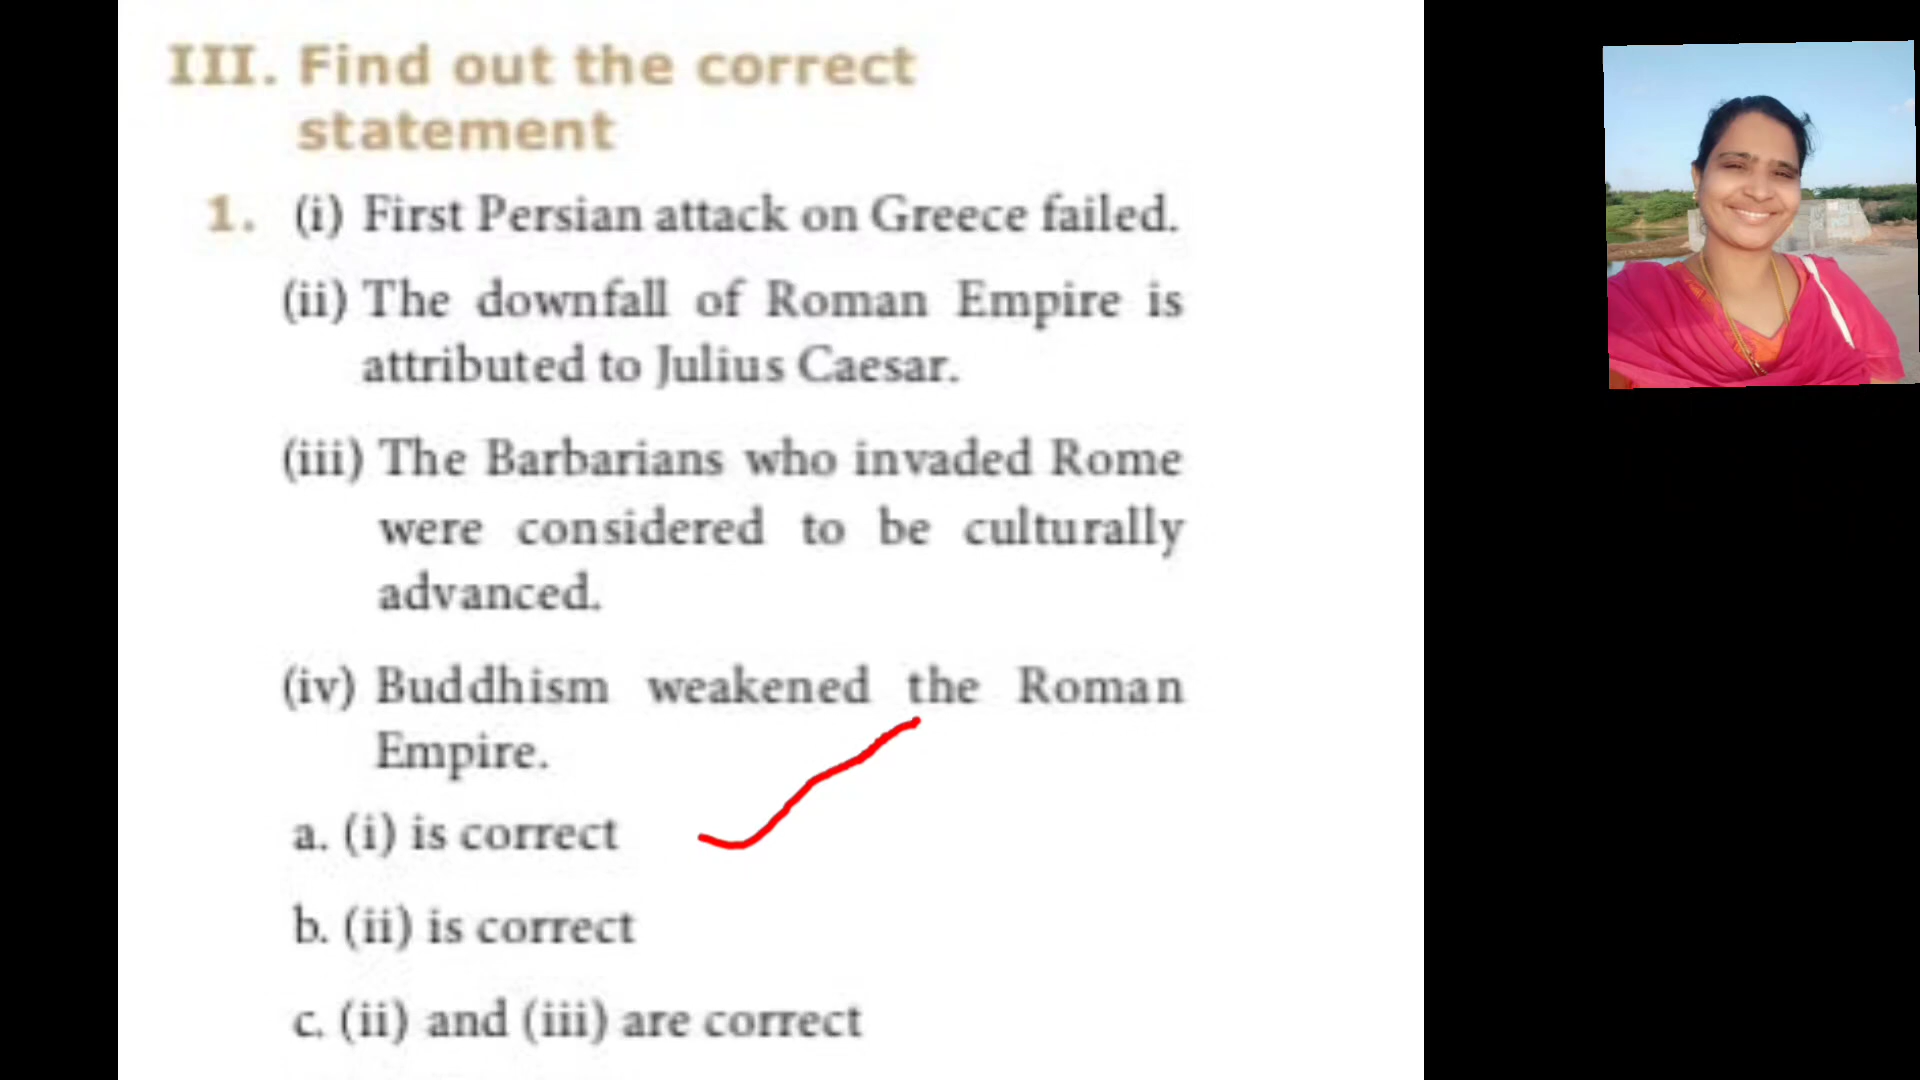 III. Find out the correct
statement
1. (i) First Persian attack on Greece failed.
(ii) The downfall of Roman Empire is
attributed to Julius Caesar.
(iii) The Barbarians who invaded Rome
were considered to be culturally
advanced.
(iv) Buddhism weakened the Roman
Empire.
a. (i) is correct
b. (ii) is correct
c. (ii) and (iii) are correct